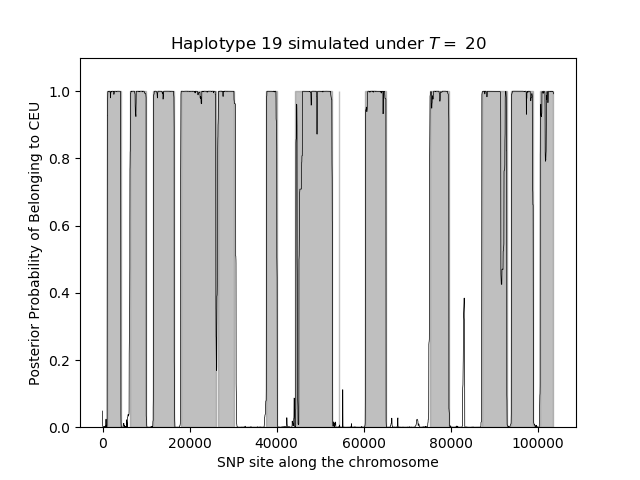 Haplotype 19 simulated under T = 20
Posterior Probability of Belonging to CEU
1.0
0.8
0.6
0.4
0.2
0.0
0 20000 40000 60000 80000 100000
SNP site along the chromosome